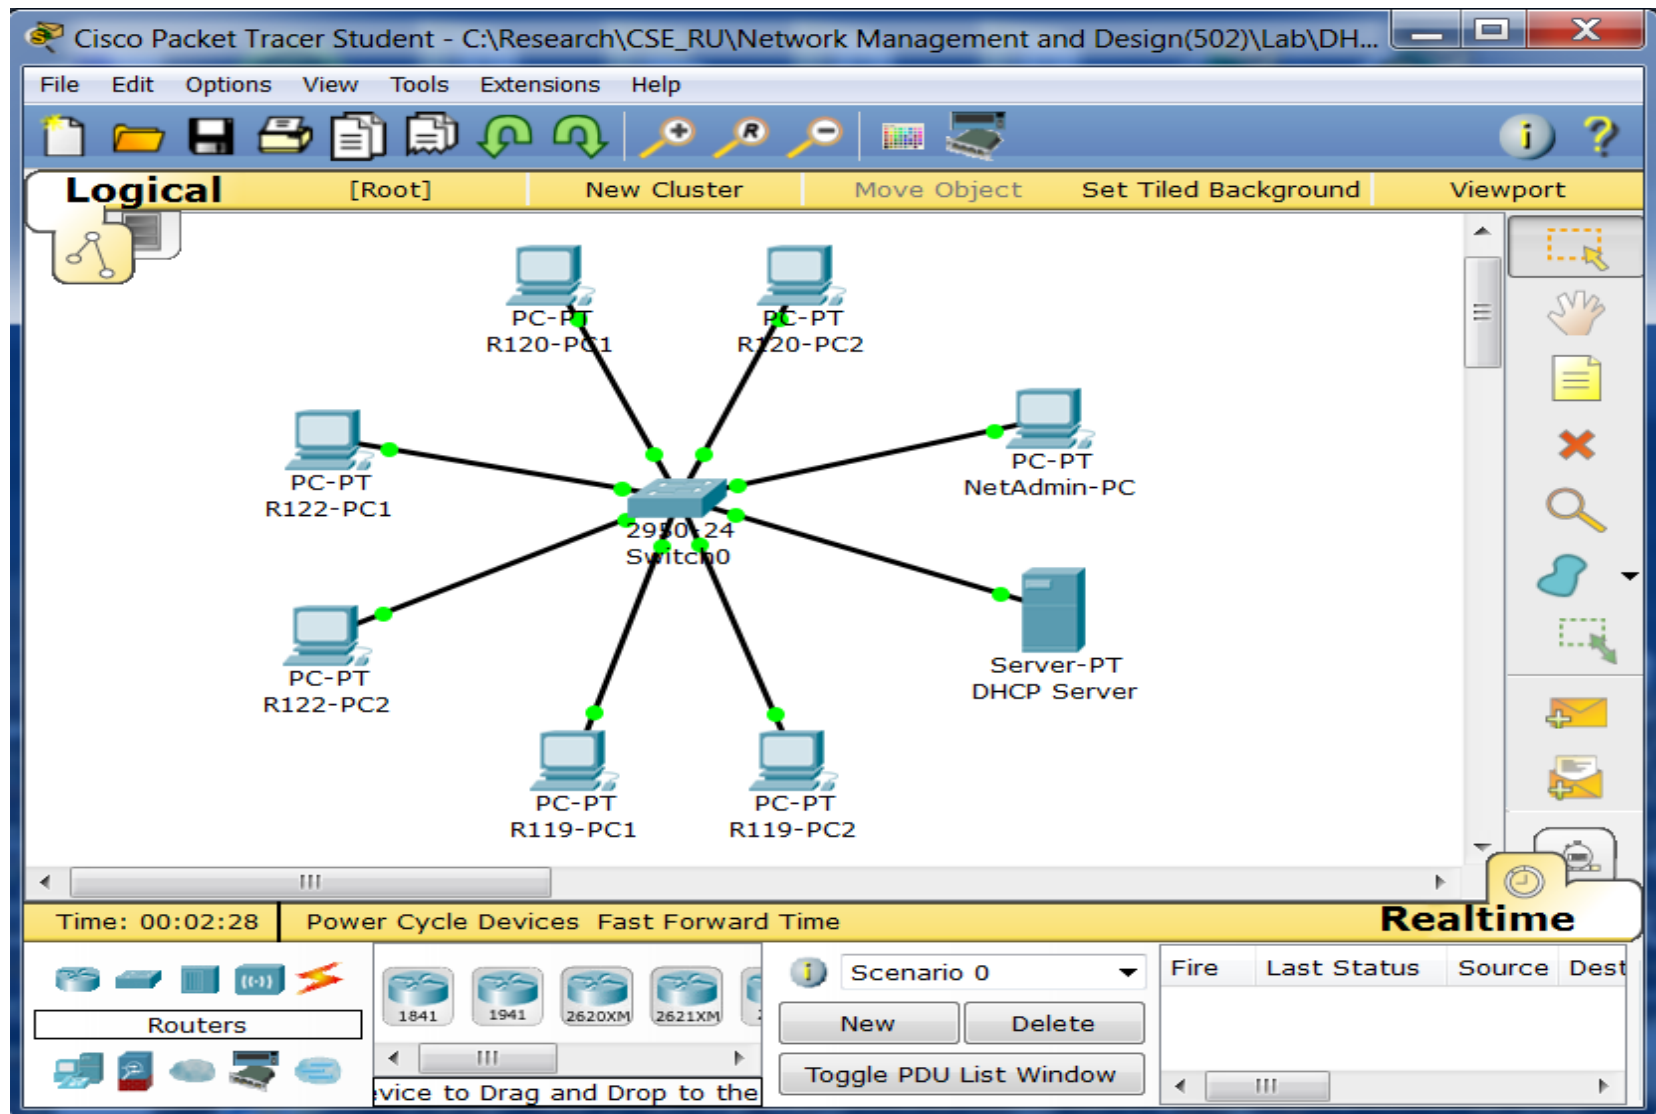 Cisco Packet Tracer Student - C:\Research\CSE_RU\Network Management and Design(502)\Lab\DH...
File Edit Options View Tools Extensions Help
Logical [Root] New Cluster Move Object Set Tiled Background Viewport
PC-PT
R120-PC1
PC-PT
R120-PC2
PC-PT
NetAdmin-PC
PC-PT
R122-PC1
2950-24
Switch0
Server-PT
DHCP Server
PC-PT
R122-PC2
PC-PT
R119-PC1
PC-PT
R119-PC2
Time: 00:02:28 Power Cycle Devices Fast Forward Time Realtime
Routers
1841 1941 2620XM 2621XM
vice to Drag and Drop to the
Scenario 0
New Delete
Toggle PDU List Window
Fire Last Status Source Dest